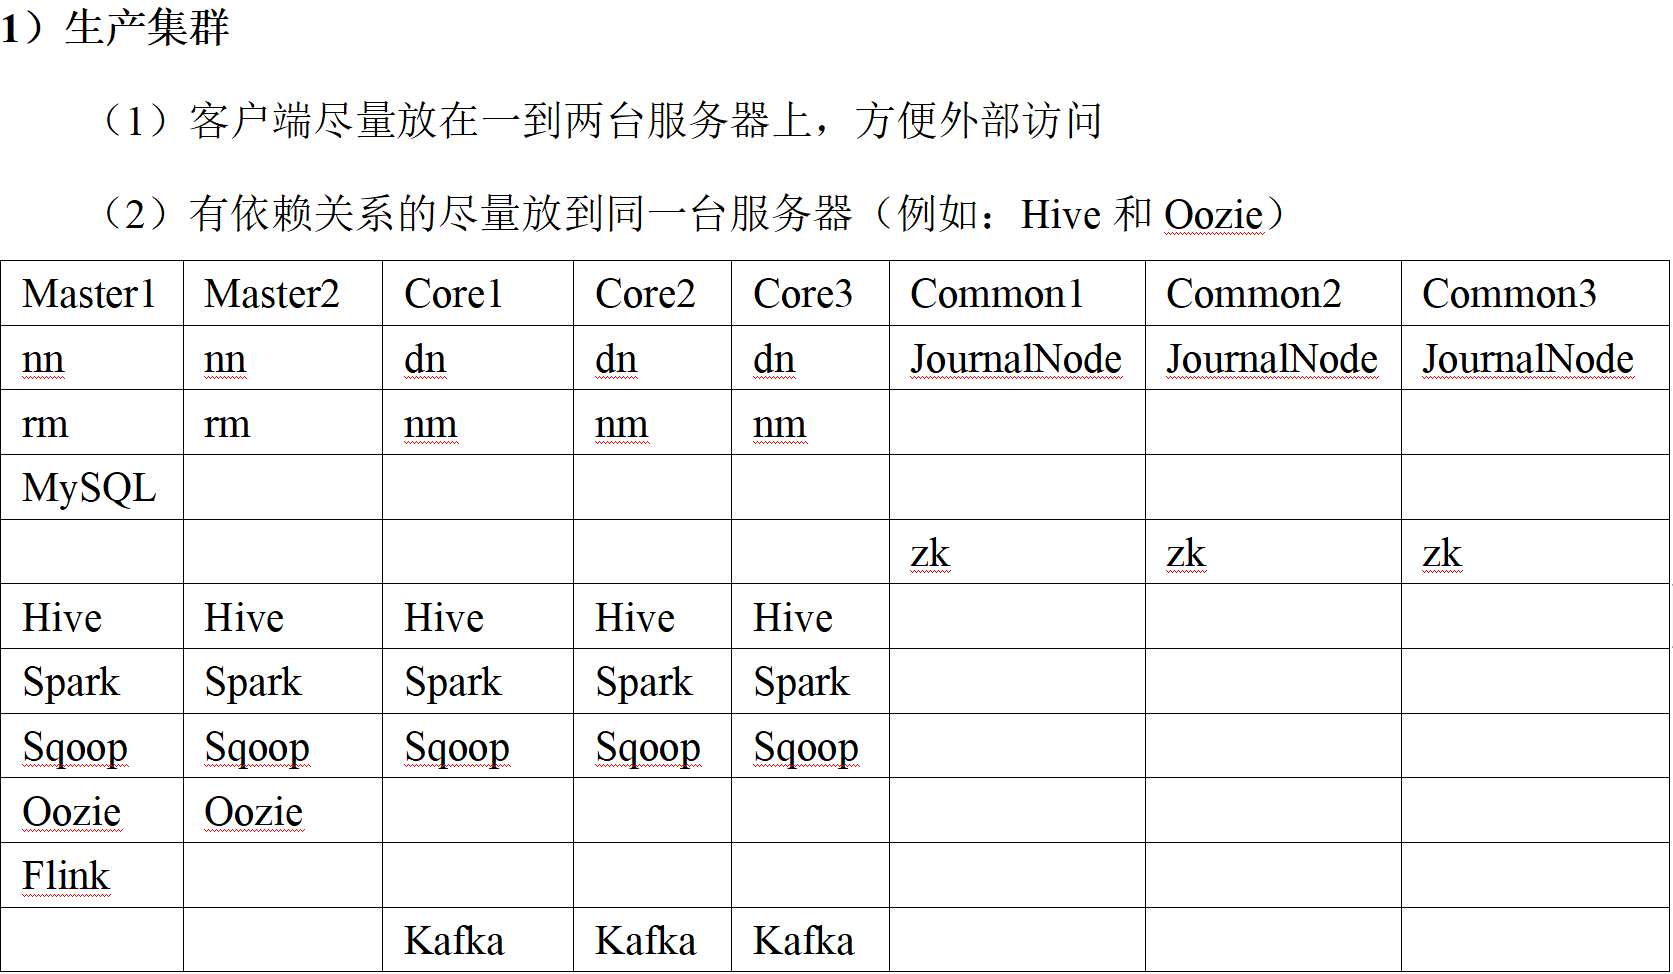 1）生产集群
（1）客户端尽量放在一到两台服务器上，方便外部访问
（2）有依赖关系的尽量放到同一台服务器（例如：Hive 和 Oozie）
Master1 Master2 Core1 Core2 Core3 Common1 Common2 Common3
nn nn dn dn dn JournalNode JournalNode JournalNode
rm rm nm nm nm
MySQL
zk zk zk
Hive Hive Hive Hive Hive
Spark Spark Spark Spark Spark
Sqoop Sqoop Sqoop Sqoop Sqoop
Oozie Oozie
Flink
Kafka Kafka Kafka